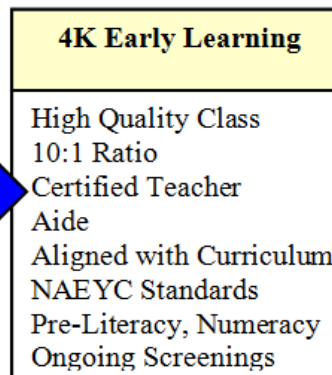 4K Early Learning
High Quality Class
10:1 Ratio
Certified Teacher
Aide
Aligned with Curriculum
NAEYC Standards
Pre-Literacy, Numeracy
Ongoing Screenings